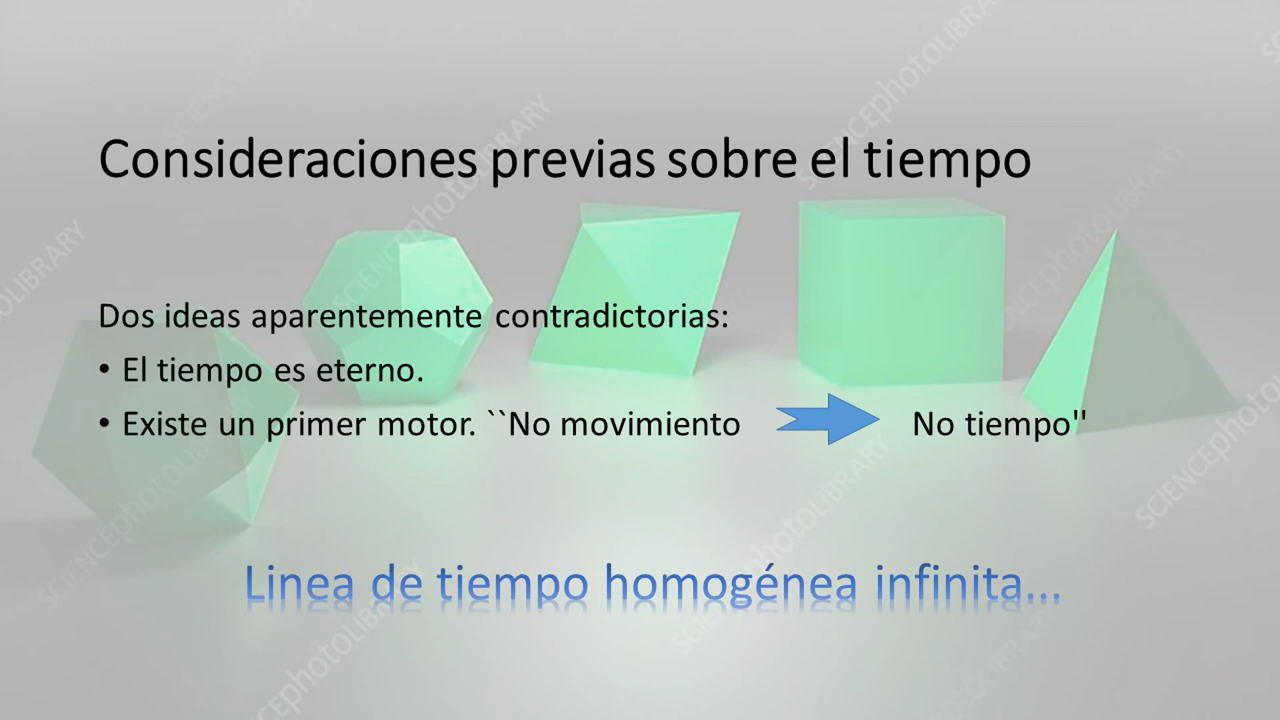 Consideraciones previas sobre el tiempo
Dos ideas aparentemente contradictorias:
• El tiempo es eterno.
• Existe un primer motor. ``No movimiento No tiempo''
Linea de tiempo homogénea infinita...
SCIENCEPHOTOLIBRARY